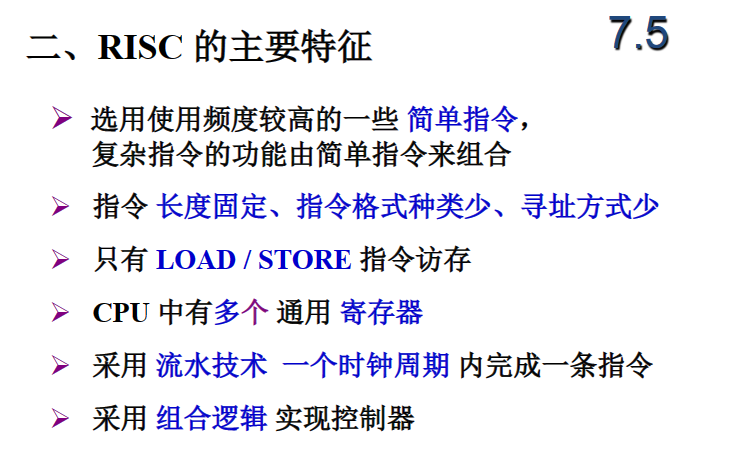 二、RISC 的主要特征
7.5
选用使用频度较高的一些 简单指令,
复杂指令的功能由简单指令来组合
指令 长度固定、指令格式种类少、寻址方式少
只有 LOAD / STORE 指令访存
CPU 中有多个 通用 寄存器
采用 流水技术 一个时钟周期 内完成一条指令
采用 组合逻辑 实现控制器